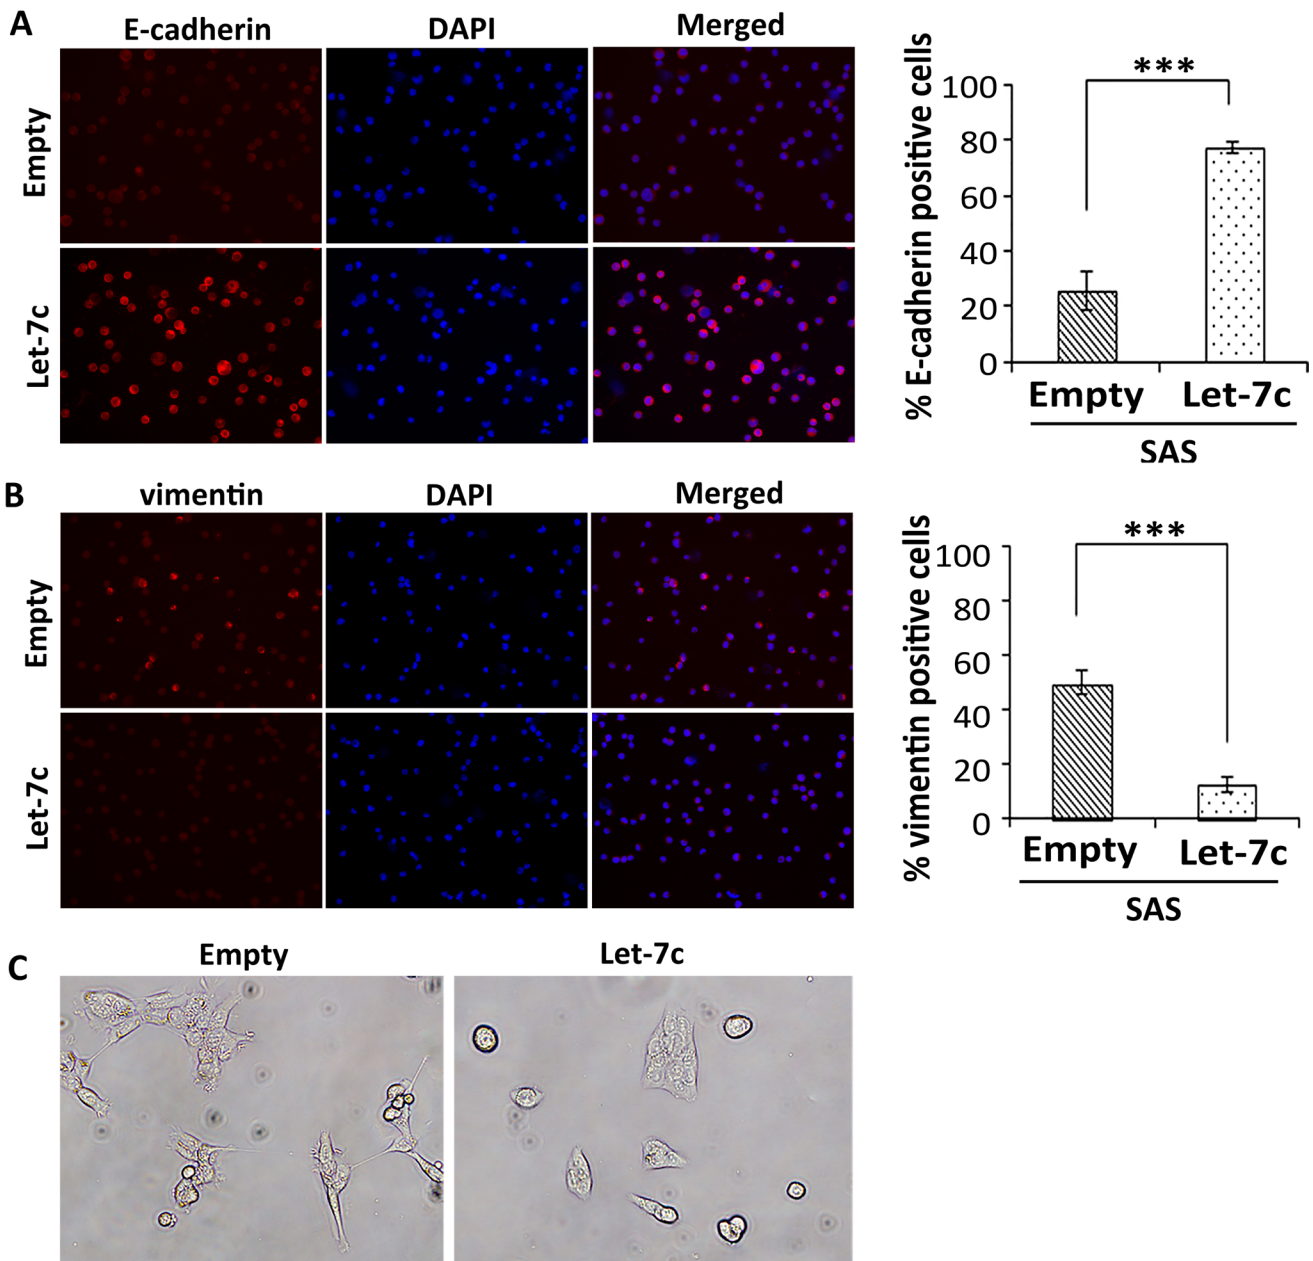 A
E-cadherin
DAPI
Merged
Empty
Let-7c
% E-cadherin positive cells
***
100
80
60
40
20
0
Empty
Let-7c
SAS
B
vimentin
DAPI
Merged
Empty
Let-7c
% vimentin positive cells
***
100
80
60
40
20
0
Empty
Let-7c
SAS
C
Empty
Let-7c